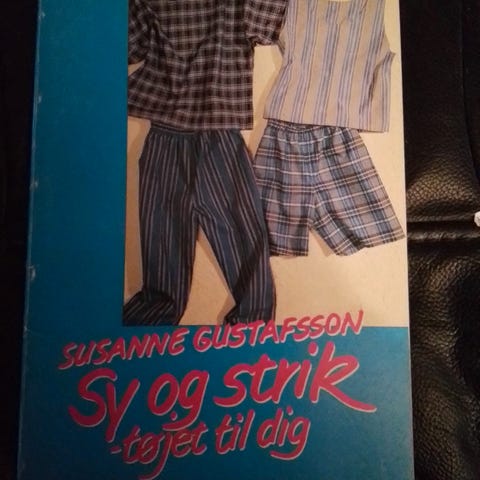 SUSANNE GUSTAFSSON
Sy og strik
-tøjet til dig